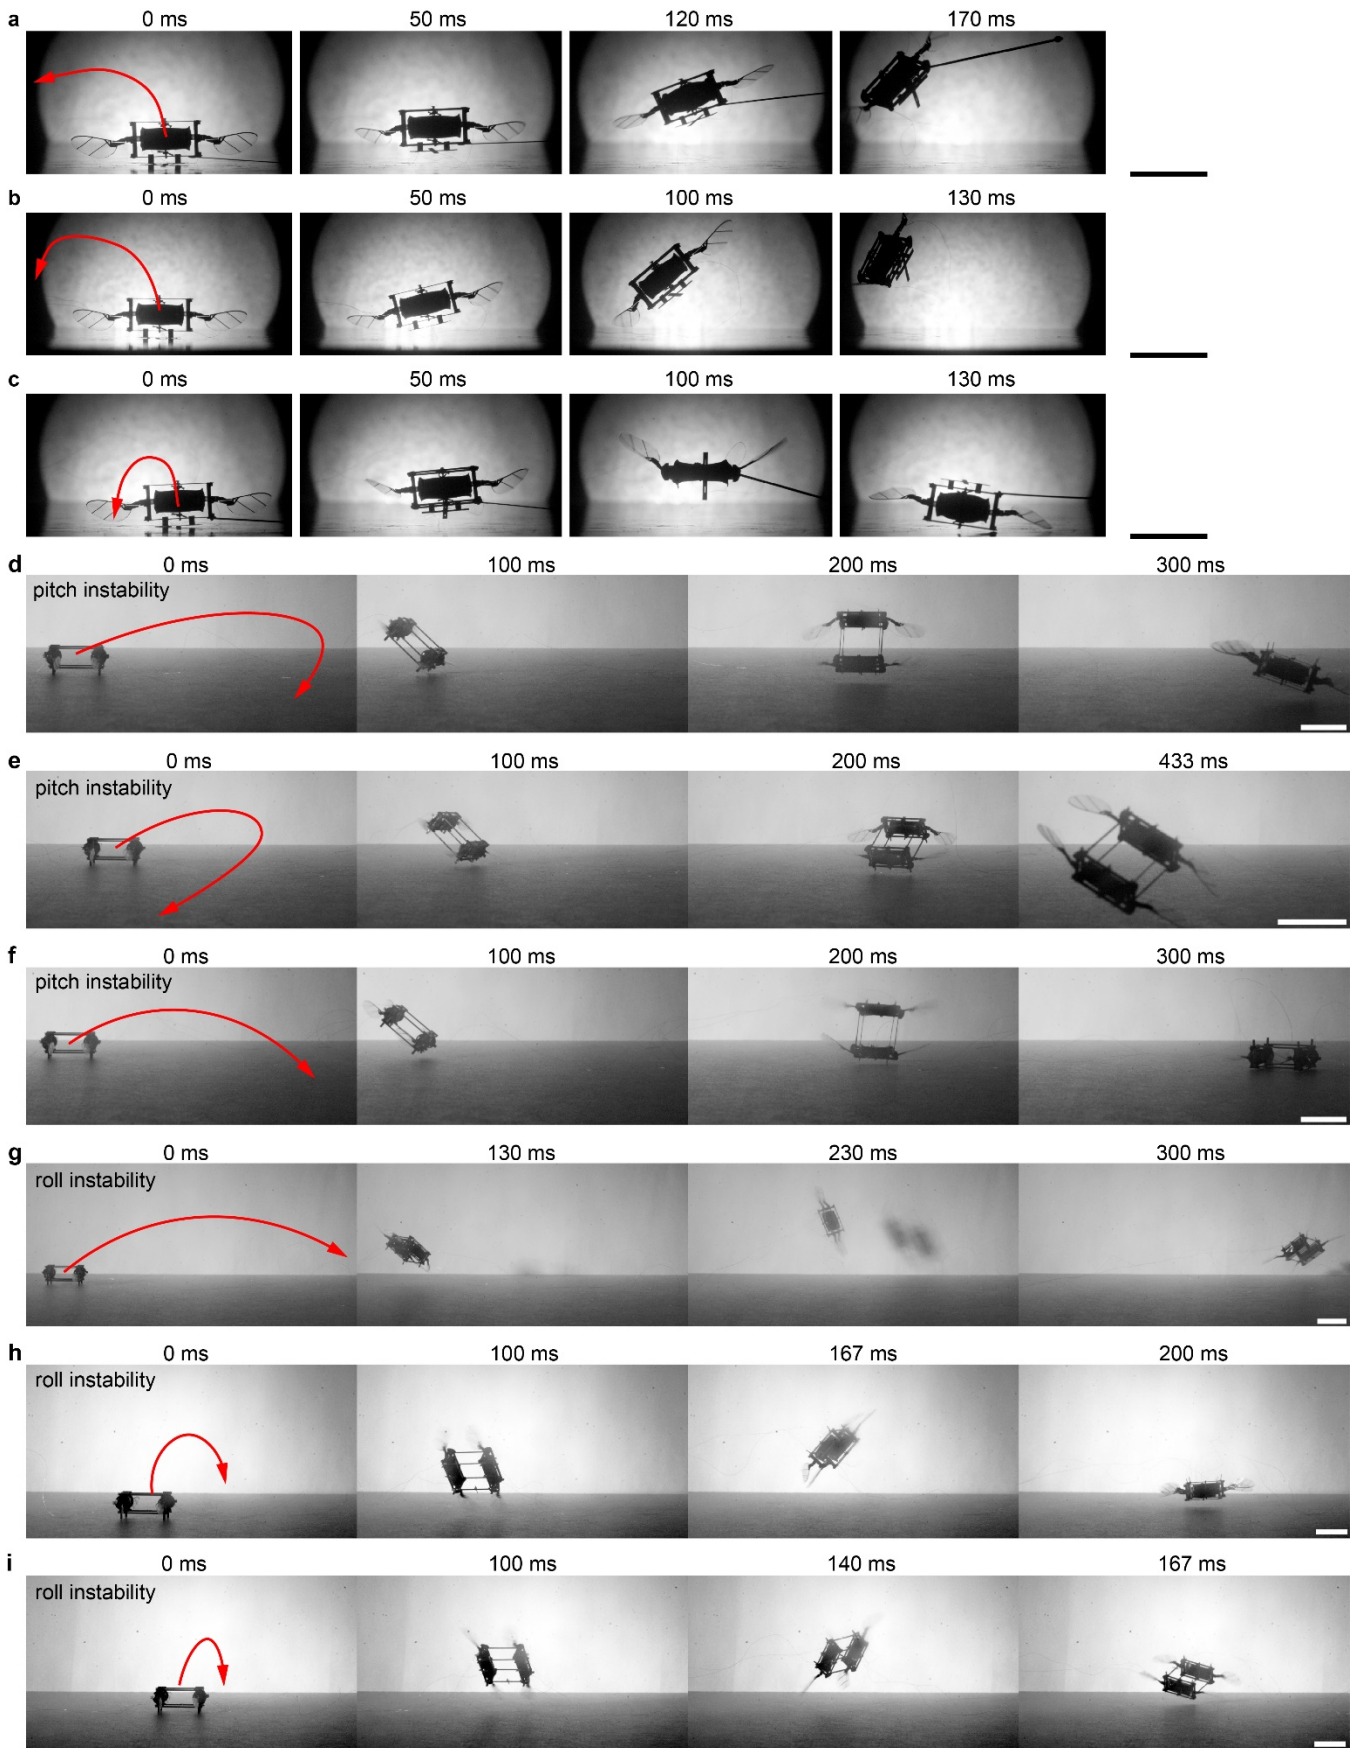 a 0 ms 50 ms 120 ms 170 ms
b 0 ms 50 ms 100 ms 130 ms
c 0 ms 50 ms 100 ms 130 ms
d 0 ms 100 ms 200 ms 300 ms
pitch instability
e 0 ms 100 ms 200 ms 433 ms
pitch instability
f 0 ms 100 ms 200 ms 300 ms
pitch instability
g 0 ms 130 ms 230 ms 300 ms
roll instability
h 0 ms 100 ms 167 ms 200 ms
roll instability
i 0 ms 100 ms 140 ms 167 ms
roll instability